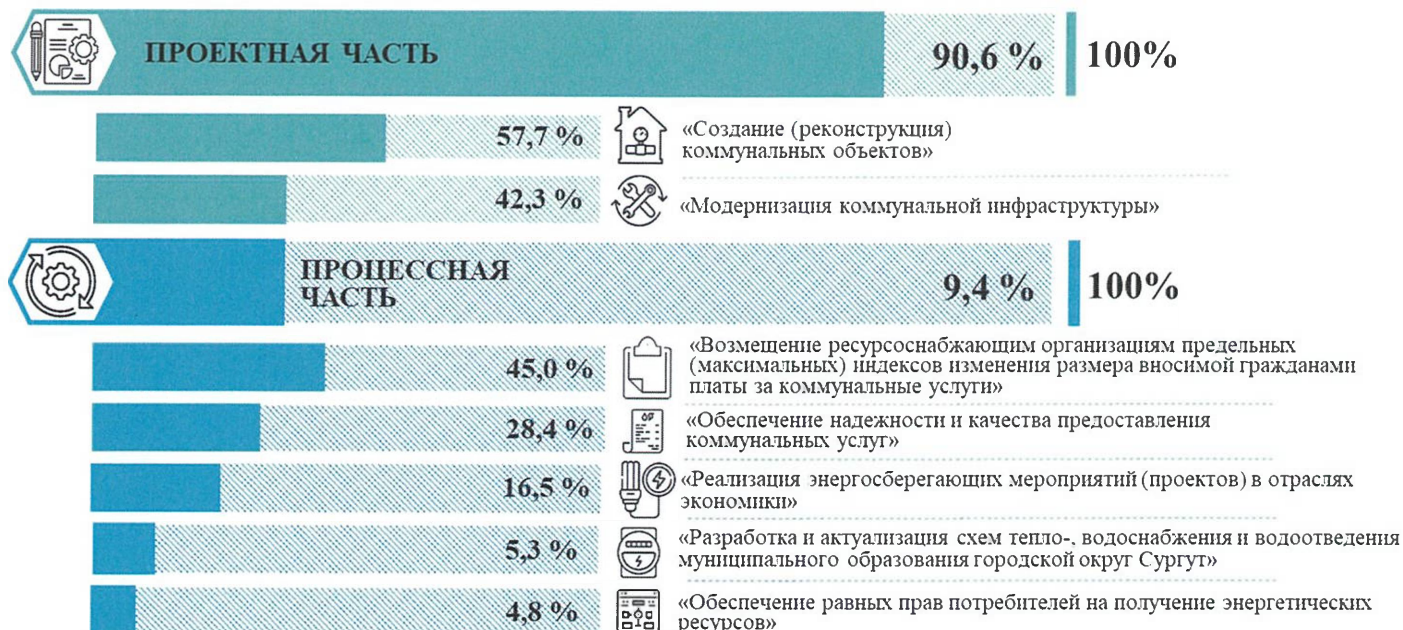 ПРОЕКТНАЯ ЧАСТЬ
90,6 %
100%
57,7 %
«Создание (реконструкция)
коммунальных объектов»
42,3 %
«Модернизация коммунальной инфраструктуры»
ПРОЦЕССНАЯ
ЧАСТЬ
9,4 %
100%
45,0 %
«Возмещение ресурсоснабжающим организациям предельных
(максимальных) индексов изменения размера вносимой гражданами
платы за коммунальные услуги»
28,4 %
«Обеспечение надежности и качества предоставления
коммунальных услуг»
16,5 %
«Реализация энергосберегающих мероприятий (проектов) в отраслях
экономики»
5,3 %
«Разработка и актуализация схем тепло-, водоснабжения и водоотведения
муниципального образования городской округ Сургут»
4,8 %
«Обеспечение равных прав потребителей на получение энергетических
ресурсов»